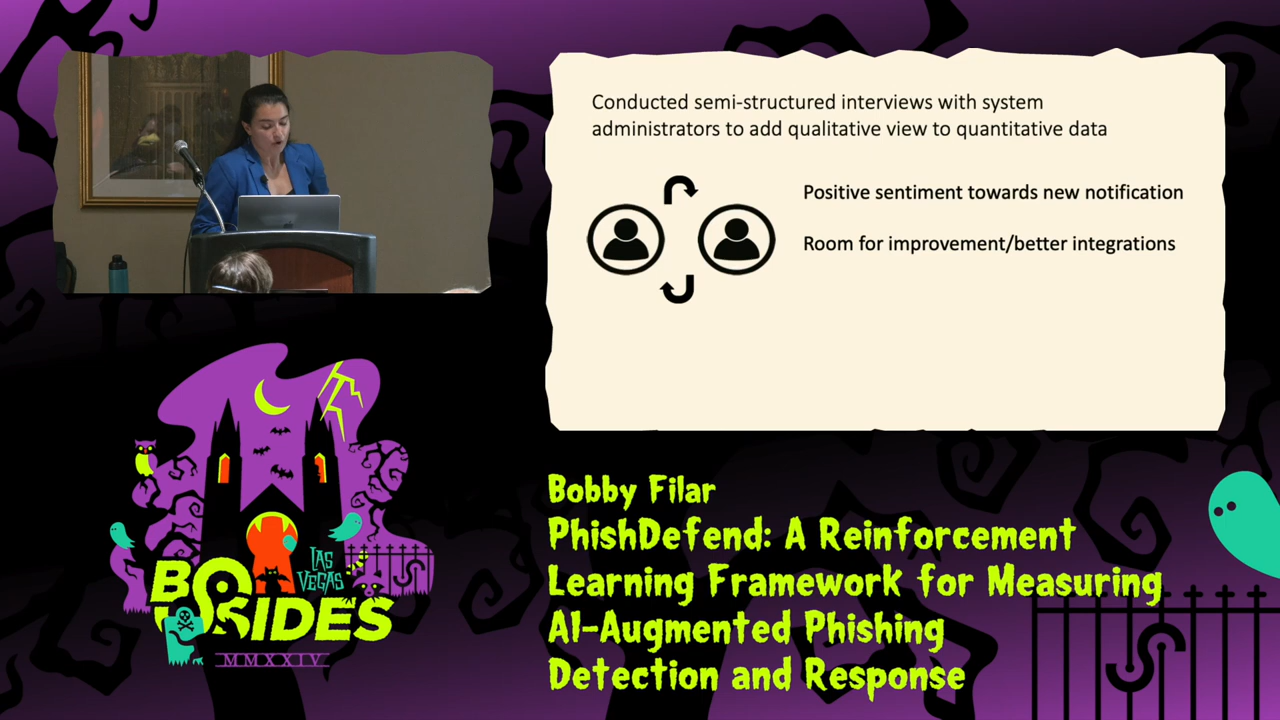 Conducted semi-structured interviews with system
administrators to add qualitative view to quantitative data
Positive sentiment towards new notification
Room for improvement/better integrations
Bobby Filar
PhishDefend: A Reinforcement
Learning Framework for Measuring
AI-Augmented Phishing
Detection and Response
LAS
VEGAS
BSIDES
MMXXIV